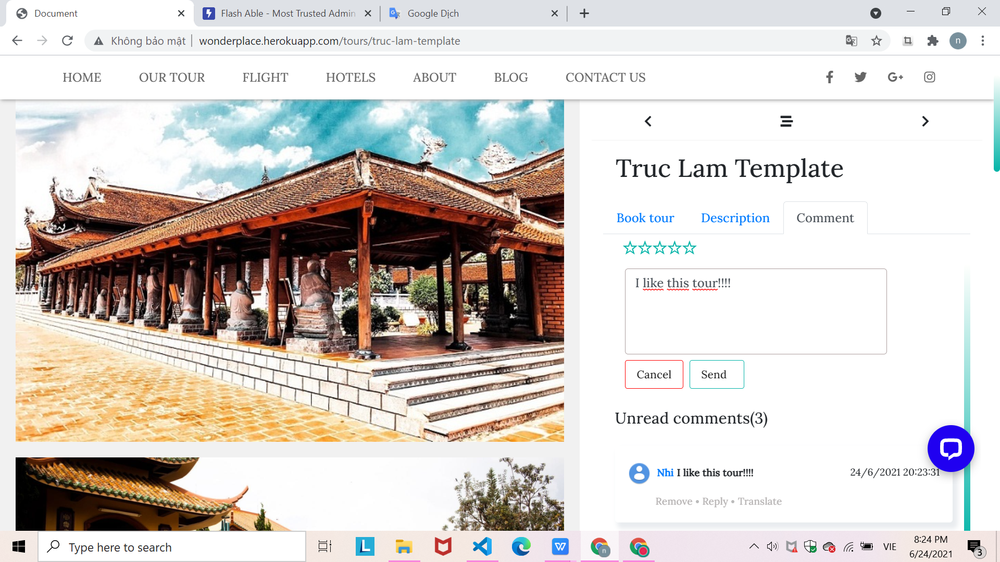 Document
Flash Able - Most Trusted Admin
Google Dịch
Không bảo mật
wonderplace.herokuapp.com/tours/truc-lam-template
n
HOME OUR TOUR FLIGHT HOTELS ABOUT BLOG CONTACT US
Truc Lam Template
Book tour Description Comment
I like this tour!!!!
Cancel Send
Unread comments(3)
Nhi I like this tour!!!! 24/6/2021 20:23:31
Remove • Reply • Translate
Type here to search
VIE
8:24 PM
6/24/2021
3